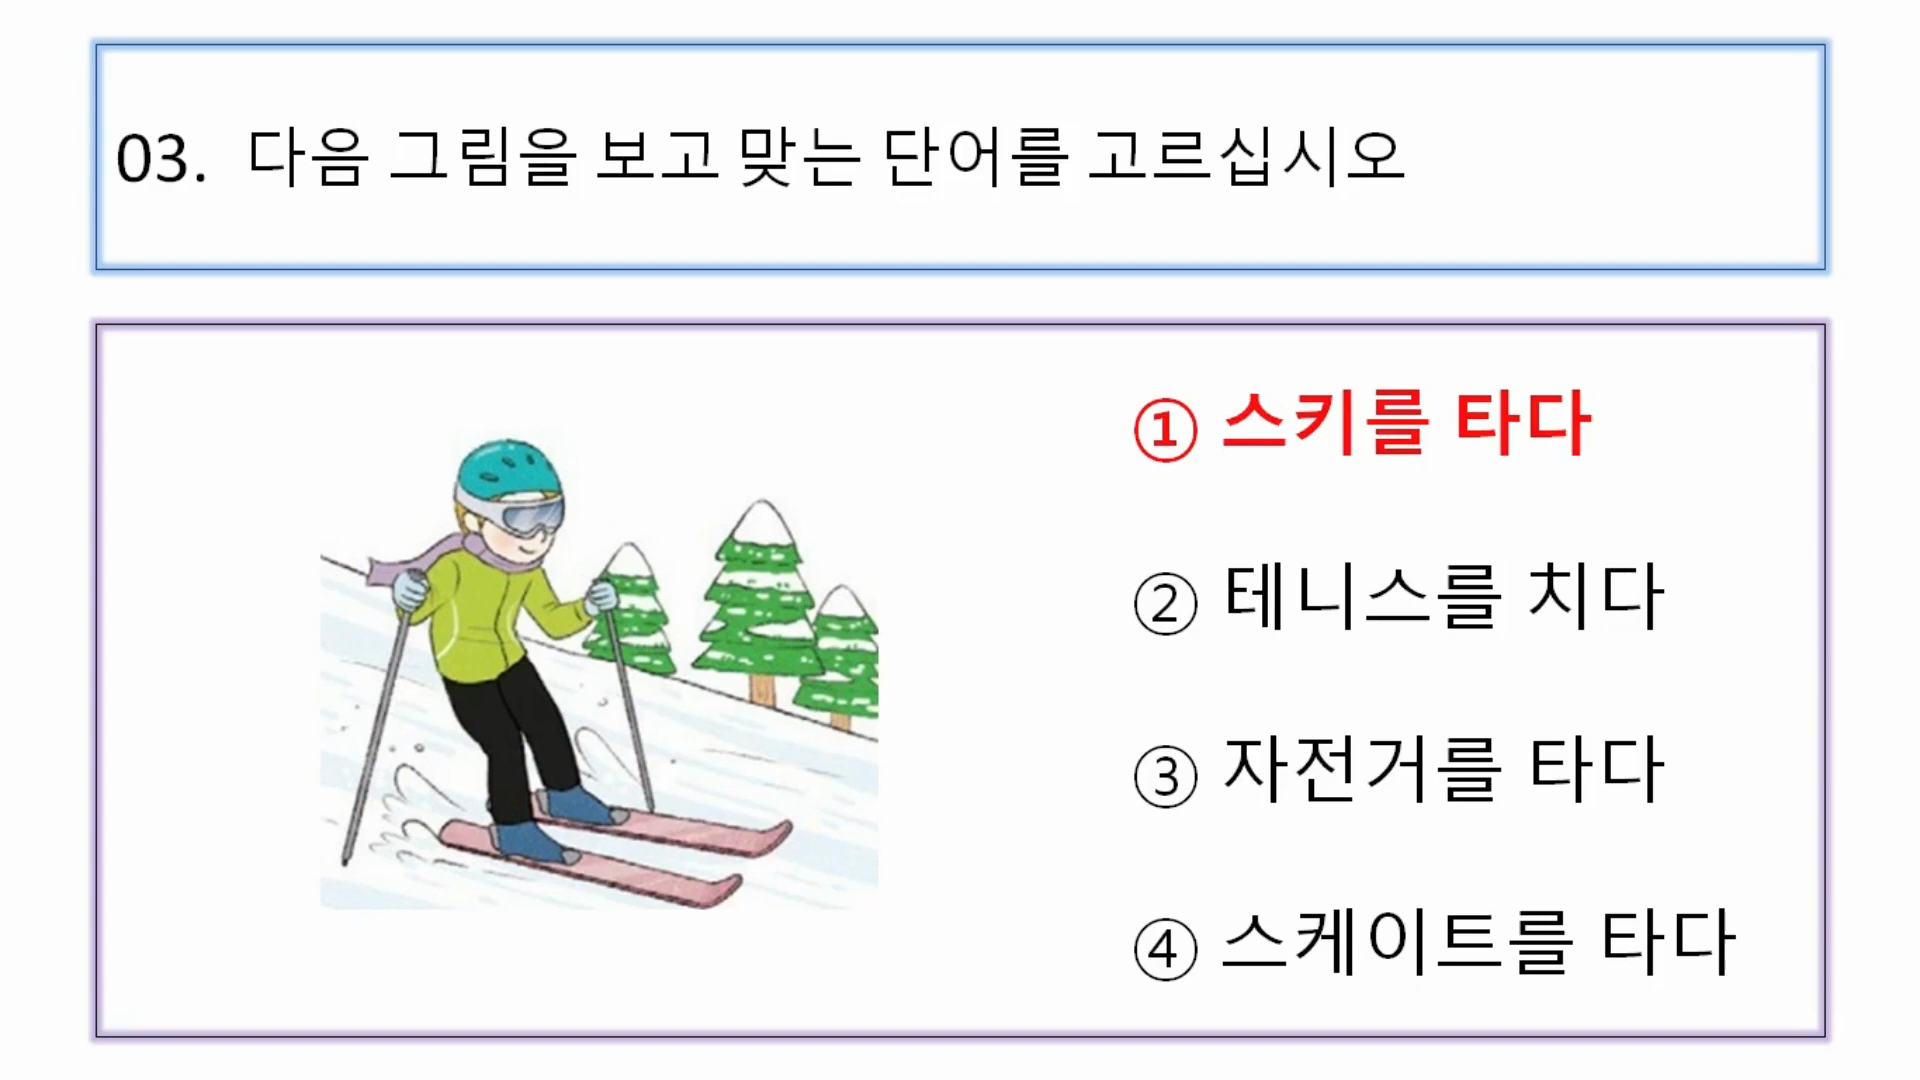 03. 다음 그림을 보고 맞는 단어를 고르십시오
① 스키를 타다
② 테니스를 치다
③ 자전거를 타다
④ 스케이트를 타다